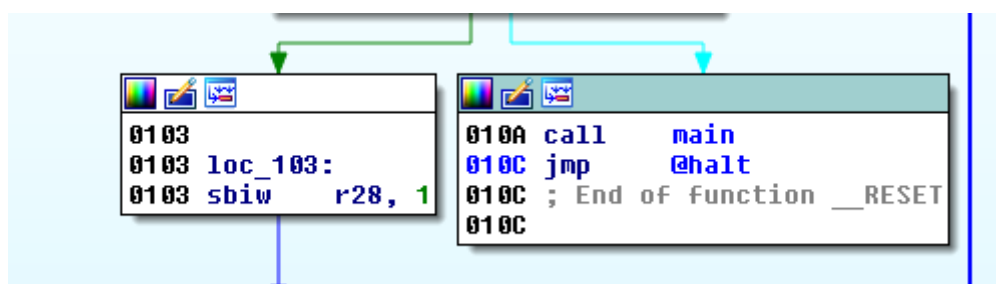 0103
0103 loc_103:
0103 sbiw r28, 1
010A call main
010C jmp @halt
010C ; End of function __RESET
010C